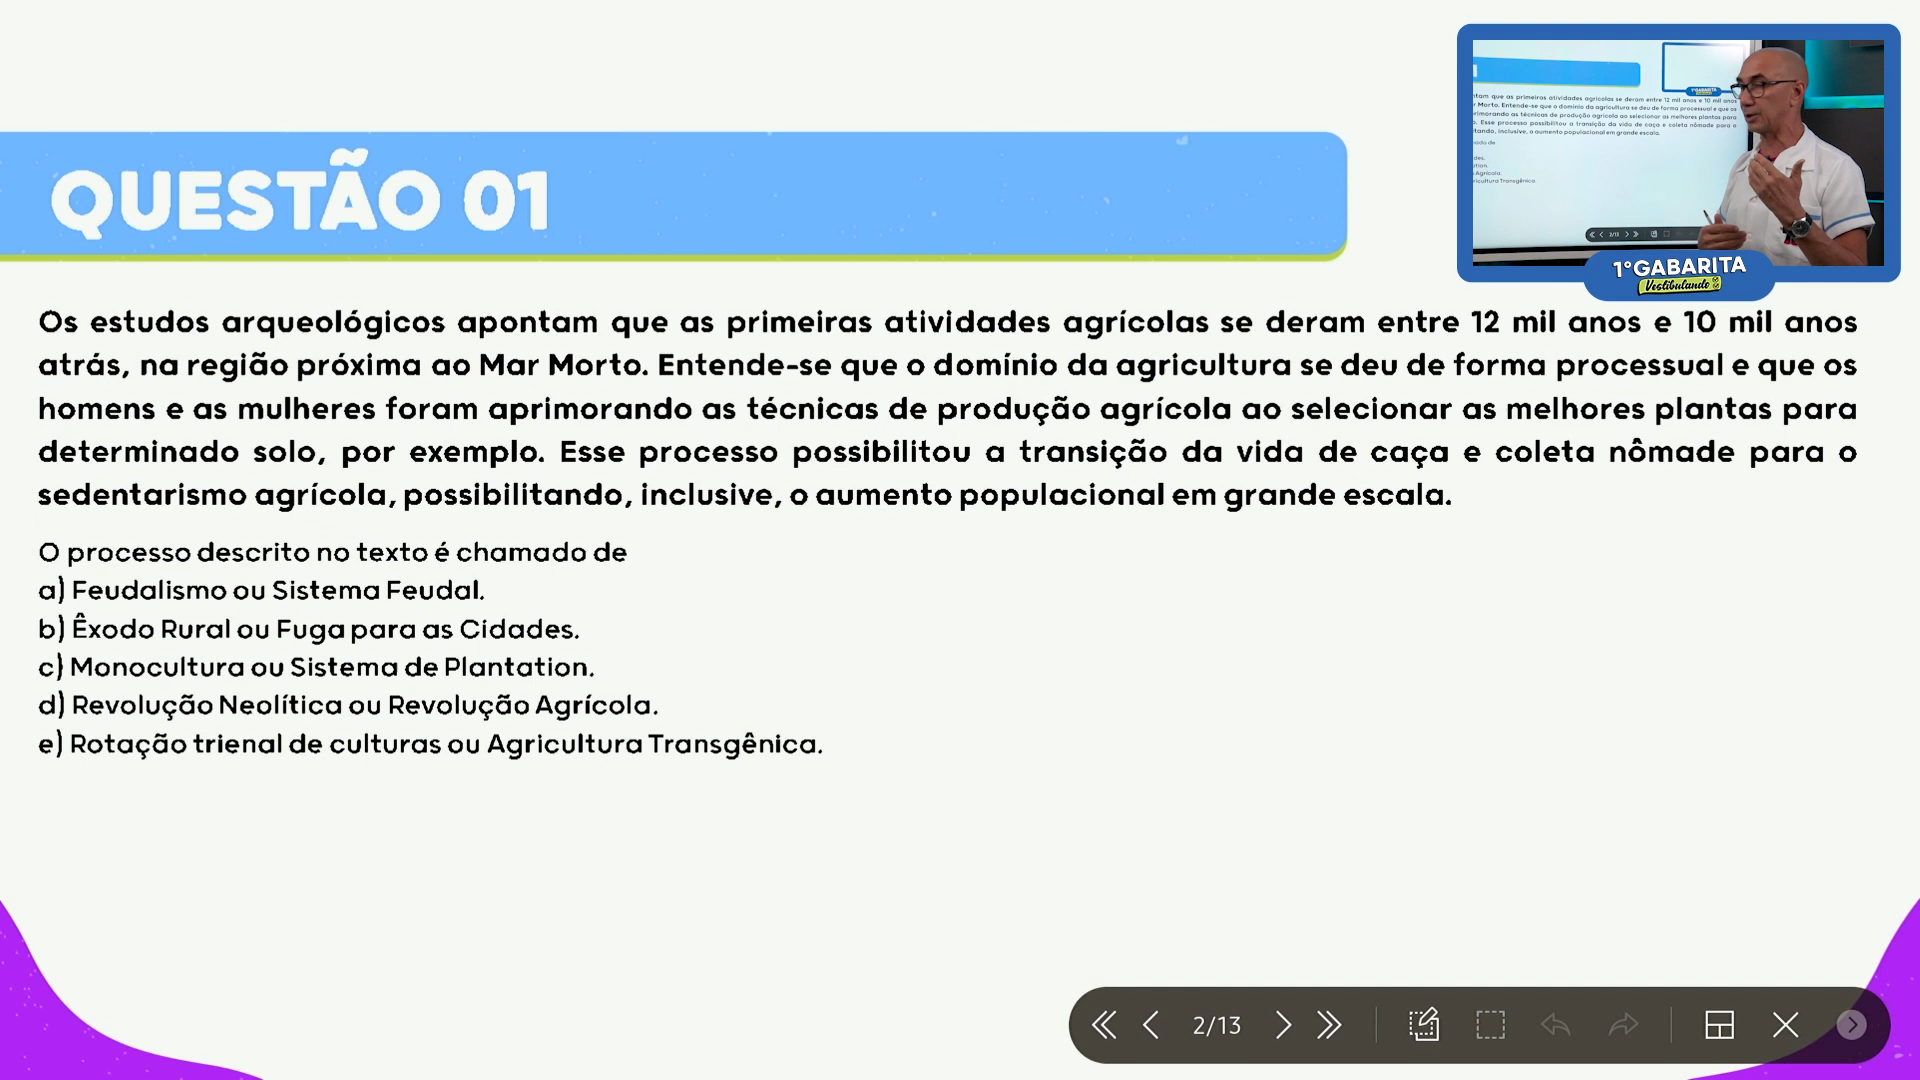 QUESTÃO 01
1°GABARITA
Vestibulando
Os estudos arqueológicos apontam que as primeiras atividades agrícolas se deram entre 12 mil anos e 10 mil anos
atrás, na região próxima ao Mar Morto. Entende-se que o domínio da agricultura se deu de forma processual e que os
homens e as mulheres foram aprimorando as técnicas de produção agrícola ao selecionar as melhores plantas para
determinado solo, por exemplo. Esse processo possibilitou a transição da vida de caça e coleta nômade para o
sedentarismo agrícola, possibilitando, inclusive, o aumento populacional em grande escala.
O processo descrito no texto é chamado de
a) Feudalismo ou Sistema Feudal.
b) Êxodo Rural ou Fuga para as Cidades.
c) Monocultura ou Sistema de Plantation.
d) Revolução Neolítica ou Revolução Agrícola.
e) Rotação trienal de culturas ou Agricultura Transgênica.
2/13